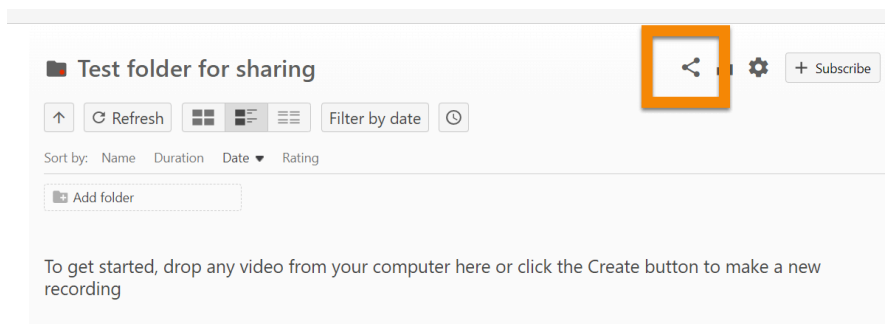 Test folder for sharing
+ Subscribe
Refresh
Filter by date
Sort by: Name Duration Date Rating
Add folder
To get started, drop any video from your computer here or click the Create button to make a new
recording